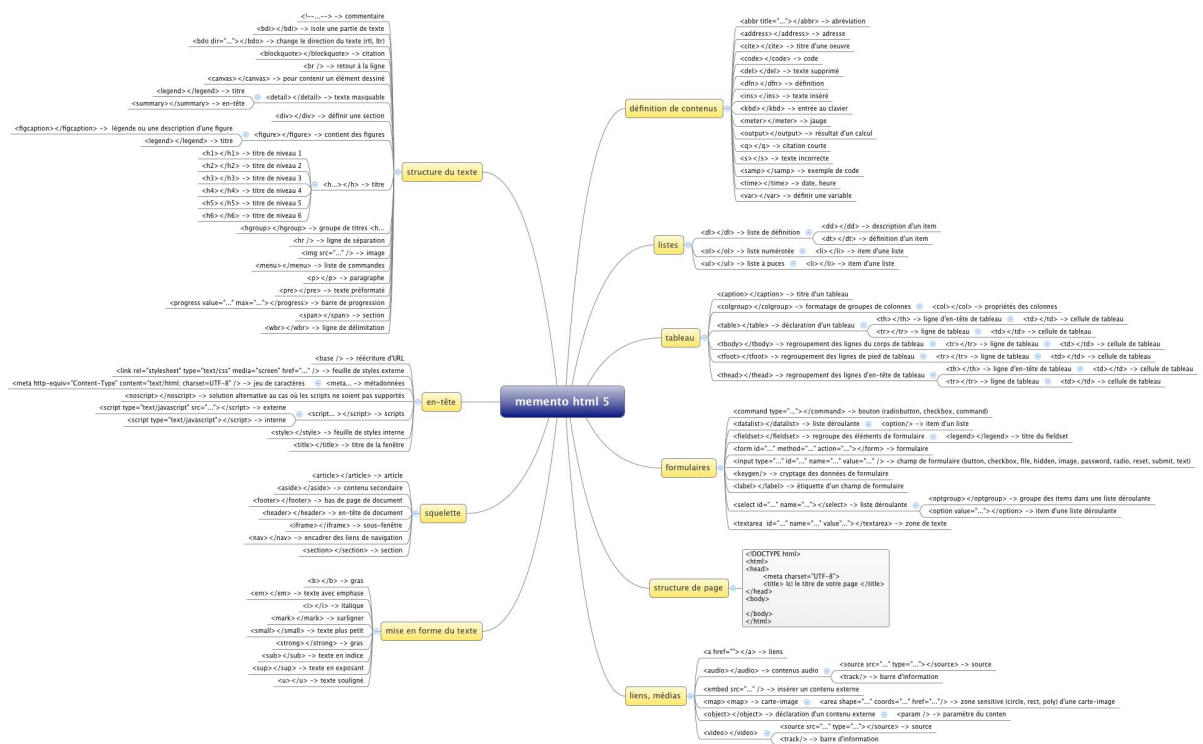 memento html 5
structure du texte
<!--...--> -> commentaire
<bdi></bdi> -> isole une partie de texte
<bdo dir="..."></bdo> -> change le direction du texte (rtl, ltr)
<blockquote></blockquote> -> citation
<br /> -> retour à la ligne
<canvas></canvas> -> pour contenir un élément dessiné
<detail></detail> -> texte masquable
<legend></legend> -> titre
<summary></summary> -> en-tête
<div></div> -> définir une section
<figure></figure> -> contient des figures
<figcaption></figcaption> -> légende ou une description d'une figure
<legend></legend> -> titre
<h...></h> -> titre
<h1></h1> -> titre de niveau 1
<h2></h2> -> titre de niveau 2
<h3></h3> -> titre de niveau 3
<h4></h4> -> titre de niveau 4
<h5></h5> -> titre de niveau 5
<h6></h6> -> titre de niveau 6
<hgroup></hgroup> -> groupe de titres <h...
<hr /> -> ligne de séparation
<img src="..." /> -> image
<menu></menu> -> liste de commandes
<p></p> -> paragraphe
<pre></pre> -> texte préformaté
<progress value="..." max="..."></progress> -> barre de progression
<span></span> -> section
<wbr></wbr> -> ligne de délimitation
en-tête
<base /> -> réécriture d'URL
<link rel="stylesheet" type="text/css" media="screen" href="..." /> -> feuille de styles externe
<meta... -> métadonnées
<meta http-equiv="Content-Type" content="text/html; charset=UTF-8" /> -> jeu de caractères
<noscript></noscript> -> solution alternative au cas où les scripts ne soient pas supportés
<script... ></script> -> scripts
<script type="text/javascript" src="..."></script> -> externe
<script type="text/javascript"></script> -> interne
<style></style> -> feuille de styles interne
<title></title> -> titre de la fenêtre
squelette
<article></article> -> article
<aside></aside> -> contenu secondaire
<footer></footer> -> bas de page de document
<header></header> -> en-tête de document
<iframe></iframe> -> sous-fenêtre
<nav></nav> -> encadrer des liens de navigation
<section></section> -> section
mise en forme du texte
<b></b> -> gras
<em></em> -> texte avec emphase
<i></i> -> italique
<mark></mark> -> surligner
<small></small> -> texte plus petit
<strong></strong> -> gras
<sub></sub> -> texte en indice
<sup></sup> -> texte en exposant
<u></u> -> texte souligné
définition de contenus
<abbr title="..."></abbr> -> abréviation
<address></address> -> adresse
<cite></cite> -> titre d'une oeuvre
<code></code> -> code
<del></del> -> texte supprimé
<dfn></dfn> -> définition
<ins></ins> -> texte inséré
<kbd></kbd> -> entrée au clavier
<meter></meter> -> jauge
<output></output> -> résultat d'un calcul
<q></q> -> citation courte
<s></s> -> texte incorrecte
<samp></samp> -> exemple de code
<time></time> -> date, heure
<var></var> -> définir une variable
listes
<dl></dl> -> liste de définition
<dd></dd> -> description d'un item
<dt></dt> -> définition d'un item
<ol></ol> -> liste numérotée
<li></li> -> item d'une liste
<ul></ul> -> liste à puces
<li></li> -> item d'une liste
tableau
<caption></caption> -> titre d'un tableau
<colgroup></colgroup> -> formatage de groupes de colonnes
<col></col> -> propriétés des colonnes
<table></table> -> déclaration d'un tableau
<th></th> -> ligne d'en-tête de tableau
<td></td> -> cellule de tableau
<tr></tr> -> ligne de tableau
<td></td> -> cellule de tableau
<tbody></tbody> -> regroupement des lignes du corps de tableau
<tr></tr> -> ligne de tableau
<td></td> -> cellule de tableau
<tfoot></tfoot> -> regroupement des lignes de pied de tableau
<tr></tr> -> ligne de tableau
<td></td> -> cellule de tableau
<thead></thead> -> regroupement des lignes d'en-tête de tableau
<th></th> -> ligne d'en-tête de tableau
<td></td> -> cellule de tableau
<tr></tr> -> ligne de tableau
<td></td> -> cellule de tableau
formulaires
<command type="..."></command> -> bouton (radiobutton, checkbox, command)
<datalist></datalist> -> liste déroulante
<option/> -> item d'un liste
<fieldset></fieldset> -> regroupe des éléments de formulaire
<legend></legend> -> titre du fieldset
<form id="..." method="..." action="..."></form> -> formulaire
<input type="..." id="..." name="..." value="..." /> -> champ de formulaire (button, checkbox, file, hidden, image, password, radio, reset, submit, text)
<keygen/> -> cryptage des données de formulaire
<label></label> -> étiquette d'un champ de formulaire
<select id="..." name="..."></select> -> liste déroulante
<optgroup></optgroup> -> groupe des items dans une liste déroulante
<option value="..."></option> -> item d'une liste déroulante
<textarea id="..." name="..." value"..."></textarea> -> zone de texte
structure de page
<!DOCTYPE html>
<html>
<head>
<meta charset="UTF-8">
<title> Ici le titre de votre page </title>
</head>
<body>
</body>
</html>
liens, médias
<a href=""></a> -> liens
<audio></audio> -> contenus audio
<source src="..." type="..."></source> -> source
<track/> -> barre d'information
<embed src="..." /> -> insérer un contenu externe
<map><map> -> carte-image
<area shape="..." coords="..." href="..."/> -> zone sensitive (circle, rect, poly) d'une carte-image
<object></object> -> déclaration d'un contenu externe
<param /> -> paramètre du conten
<video></video>
<source src="..." type="..."></source> -> source
<track/> -> barre d'information